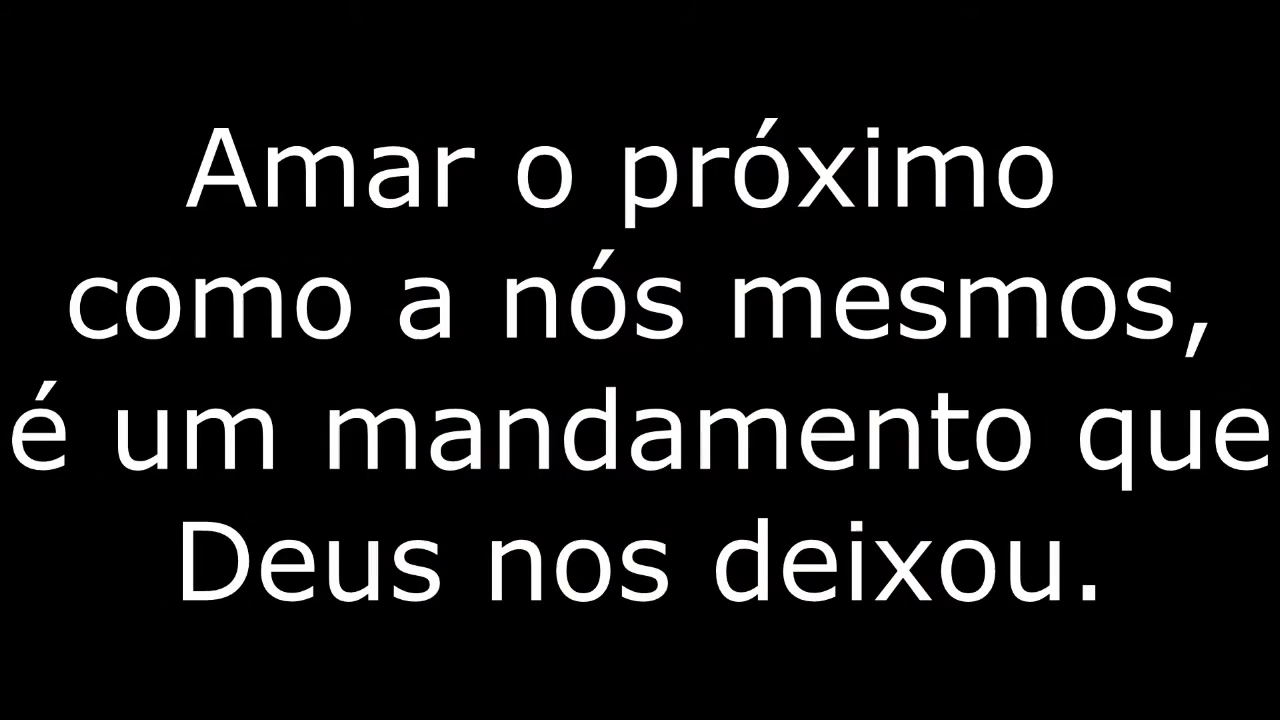 Amar o próximo
como a nós mesmos,
é um mandamento que
Deus nos deixou.